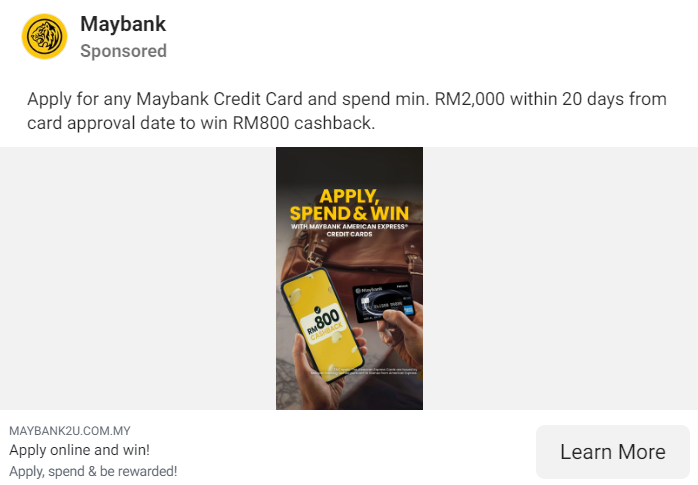 Maybank
Sponsored
Apply for any Maybank Credit Card and spend min. RM2,000 within 20 days from
card approval date to win RM800 cashback.
APPLY,
SPEND & WIN
WITH MAYBANK AMERICAN EXPRESS®
CREDIT CARDS
Maybank
RM800
CASHBACK
MAYBANK2U.COM.MY
Apply online and win!
Apply, spend & be rewarded!
Learn More